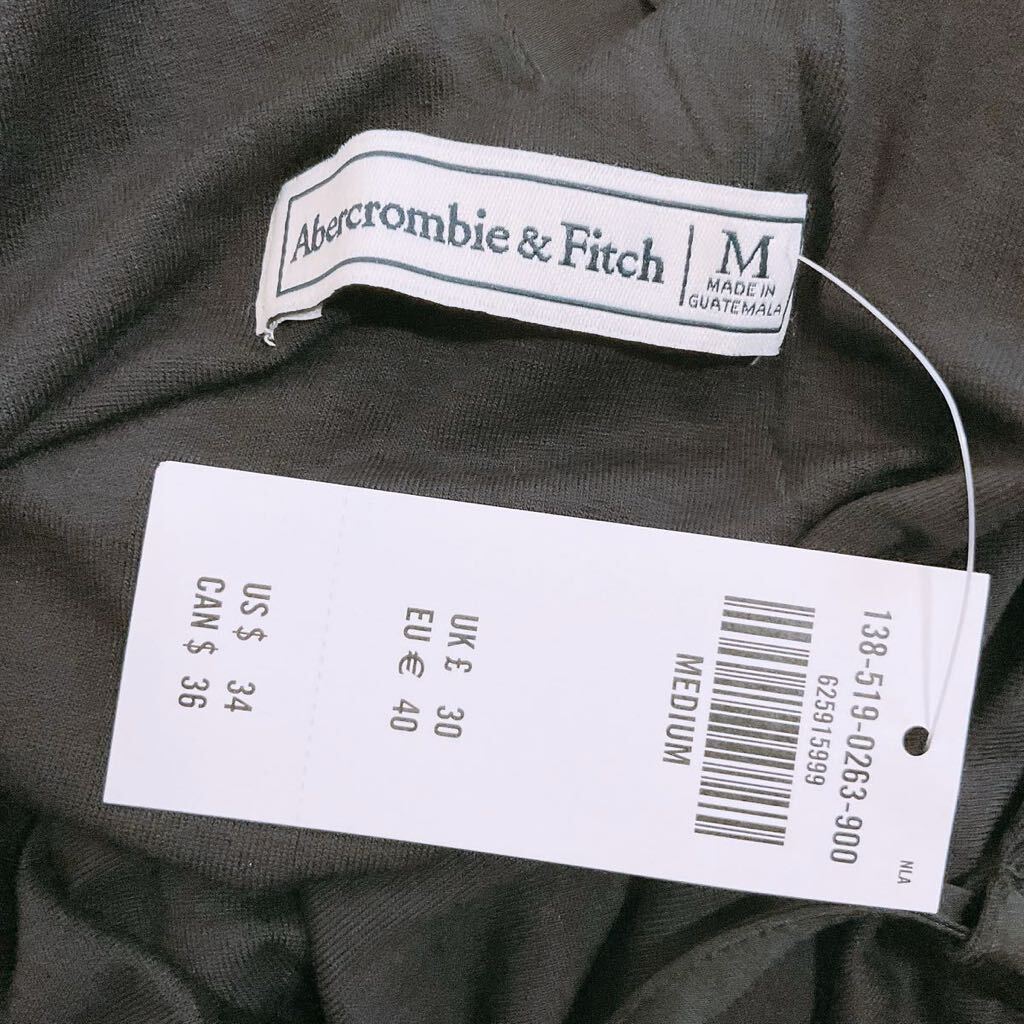 Abercrombie & Fitch
M
MADE IN
GUATEMALA
138-519-0263-900
625915999
MEDIUM
UK £ 30
EU € 40
US $ 34
CAN $ 36
NLA